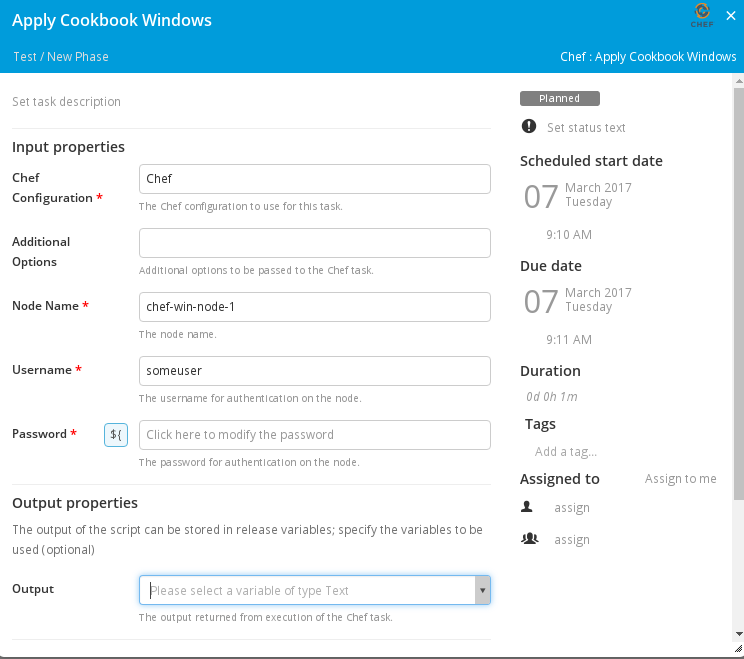 Apply Cookbook Windows
CHEF
Test / New Phase
Chef : Apply Cookbook Windows
Set task description
Input properties
Chef
Configuration *
Chef
The Chef configuration to use for this task.
Additional
Options
Additional options to be passed to the Chef task.
Node Name *
chef-win-node-1
The node name.
Username *
someuser
The username for authentication on the node.
Password *
${
Click here to modify the password
The password for authentication on the node.
Output properties
The output of the script can be stored in release variables; specify the variables to be
used (optional)
Output
Please select a variable of type Text
The output returned from execution of the Chef task.
Planned
Set status text
Scheduled start date
07
March 2017
Tuesday
9:10 AM
Due date
07
March 2017
Tuesday
9:11 AM
Duration
0d 0h 1m
Tags
Add a tag...
Assigned to
Assign to me
assign
assign